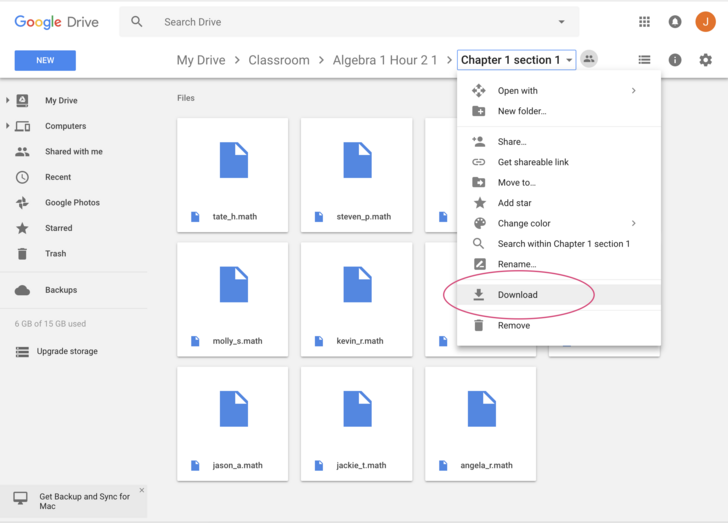 Google Drive
Search Drive
J
NEW
My Drive > Classroom > Algebra 1 Hour 2 1 > Chapter 1 section 1
My Drive
Computers
Shared with me
Recent
Google Photos
Starred
Trash
Backups
6 GB of 15 GB used
Upgrade storage
Get Backup and Sync for
Mac
Files
tate_h.math
steven_p.math
molly_s.math
kevin_r.math
jason_a.math
jackie_t.math
angela_r.math
Open with
New folder...
Share...
Get shareable link
Move to...
Add star
Change color
Search within Chapter 1 section 1
Rename...
Download
Remove